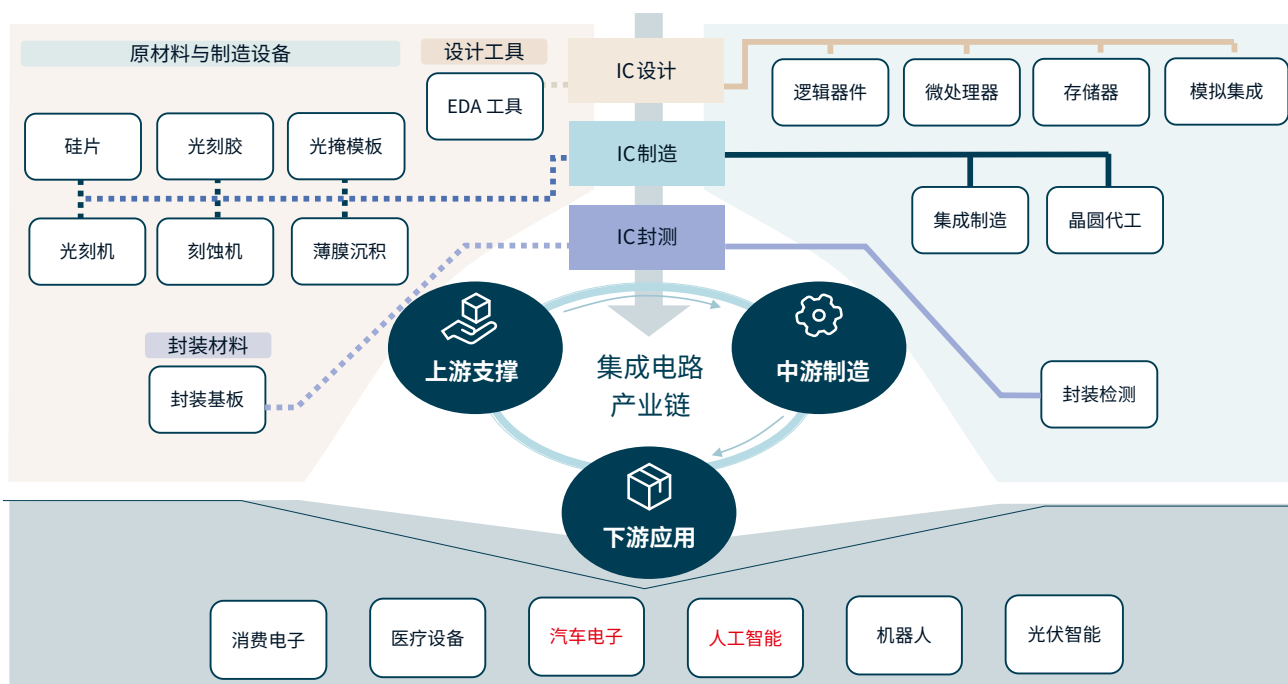 原材料与制造设备
设计工具
IC设计
EDA 工具
逻辑器件
微处理器
存储器
模拟集成
硅片
光刻胶
光掩模板
IC制造
光刻机
刻蚀机
薄膜沉积
集成制造
晶圆代工
IC封测
封装材料
封装基板
上游支撑
集成电路
产业链
中游制造
封装检测
下游应用
消费电子
医疗设备
汽车电子
人工智能
机器人
光伏智能